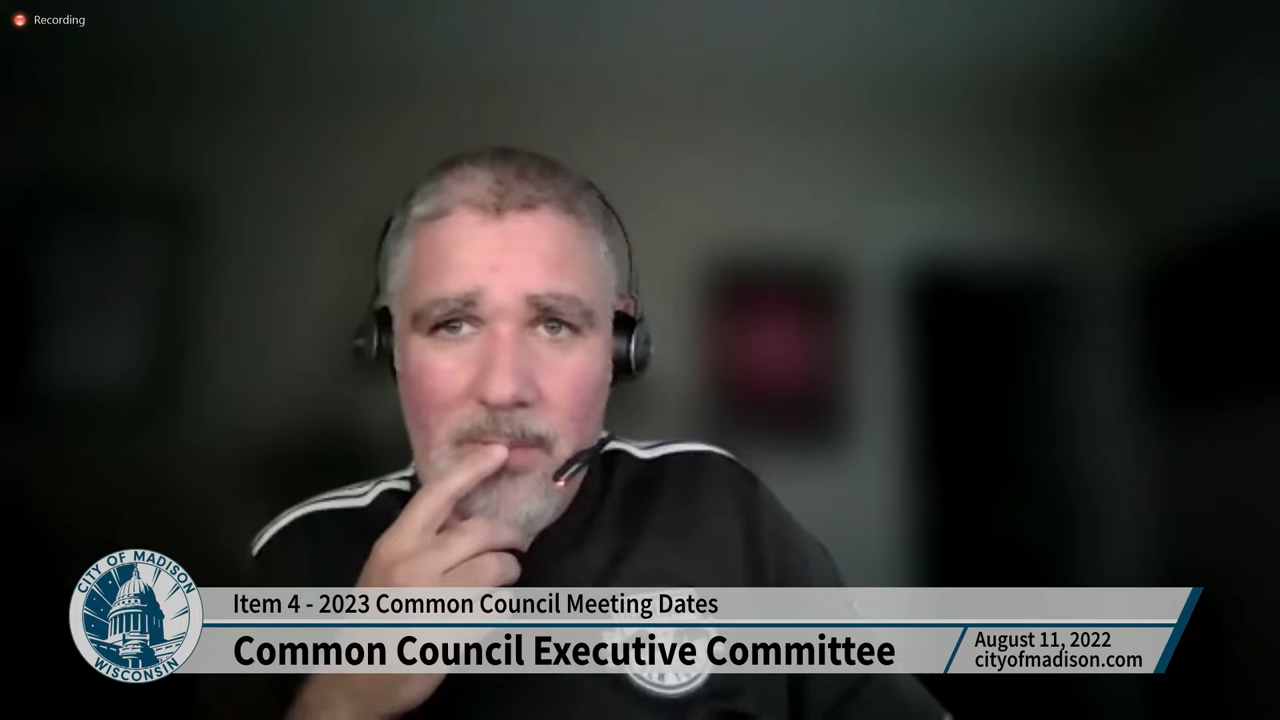 Recording
Item 4 - 2023 Common Council Meeting Dates
Common Council Executive Committee
August 11, 2022
cityofmadison.com
CITY OF MADISON
WISCONSIN